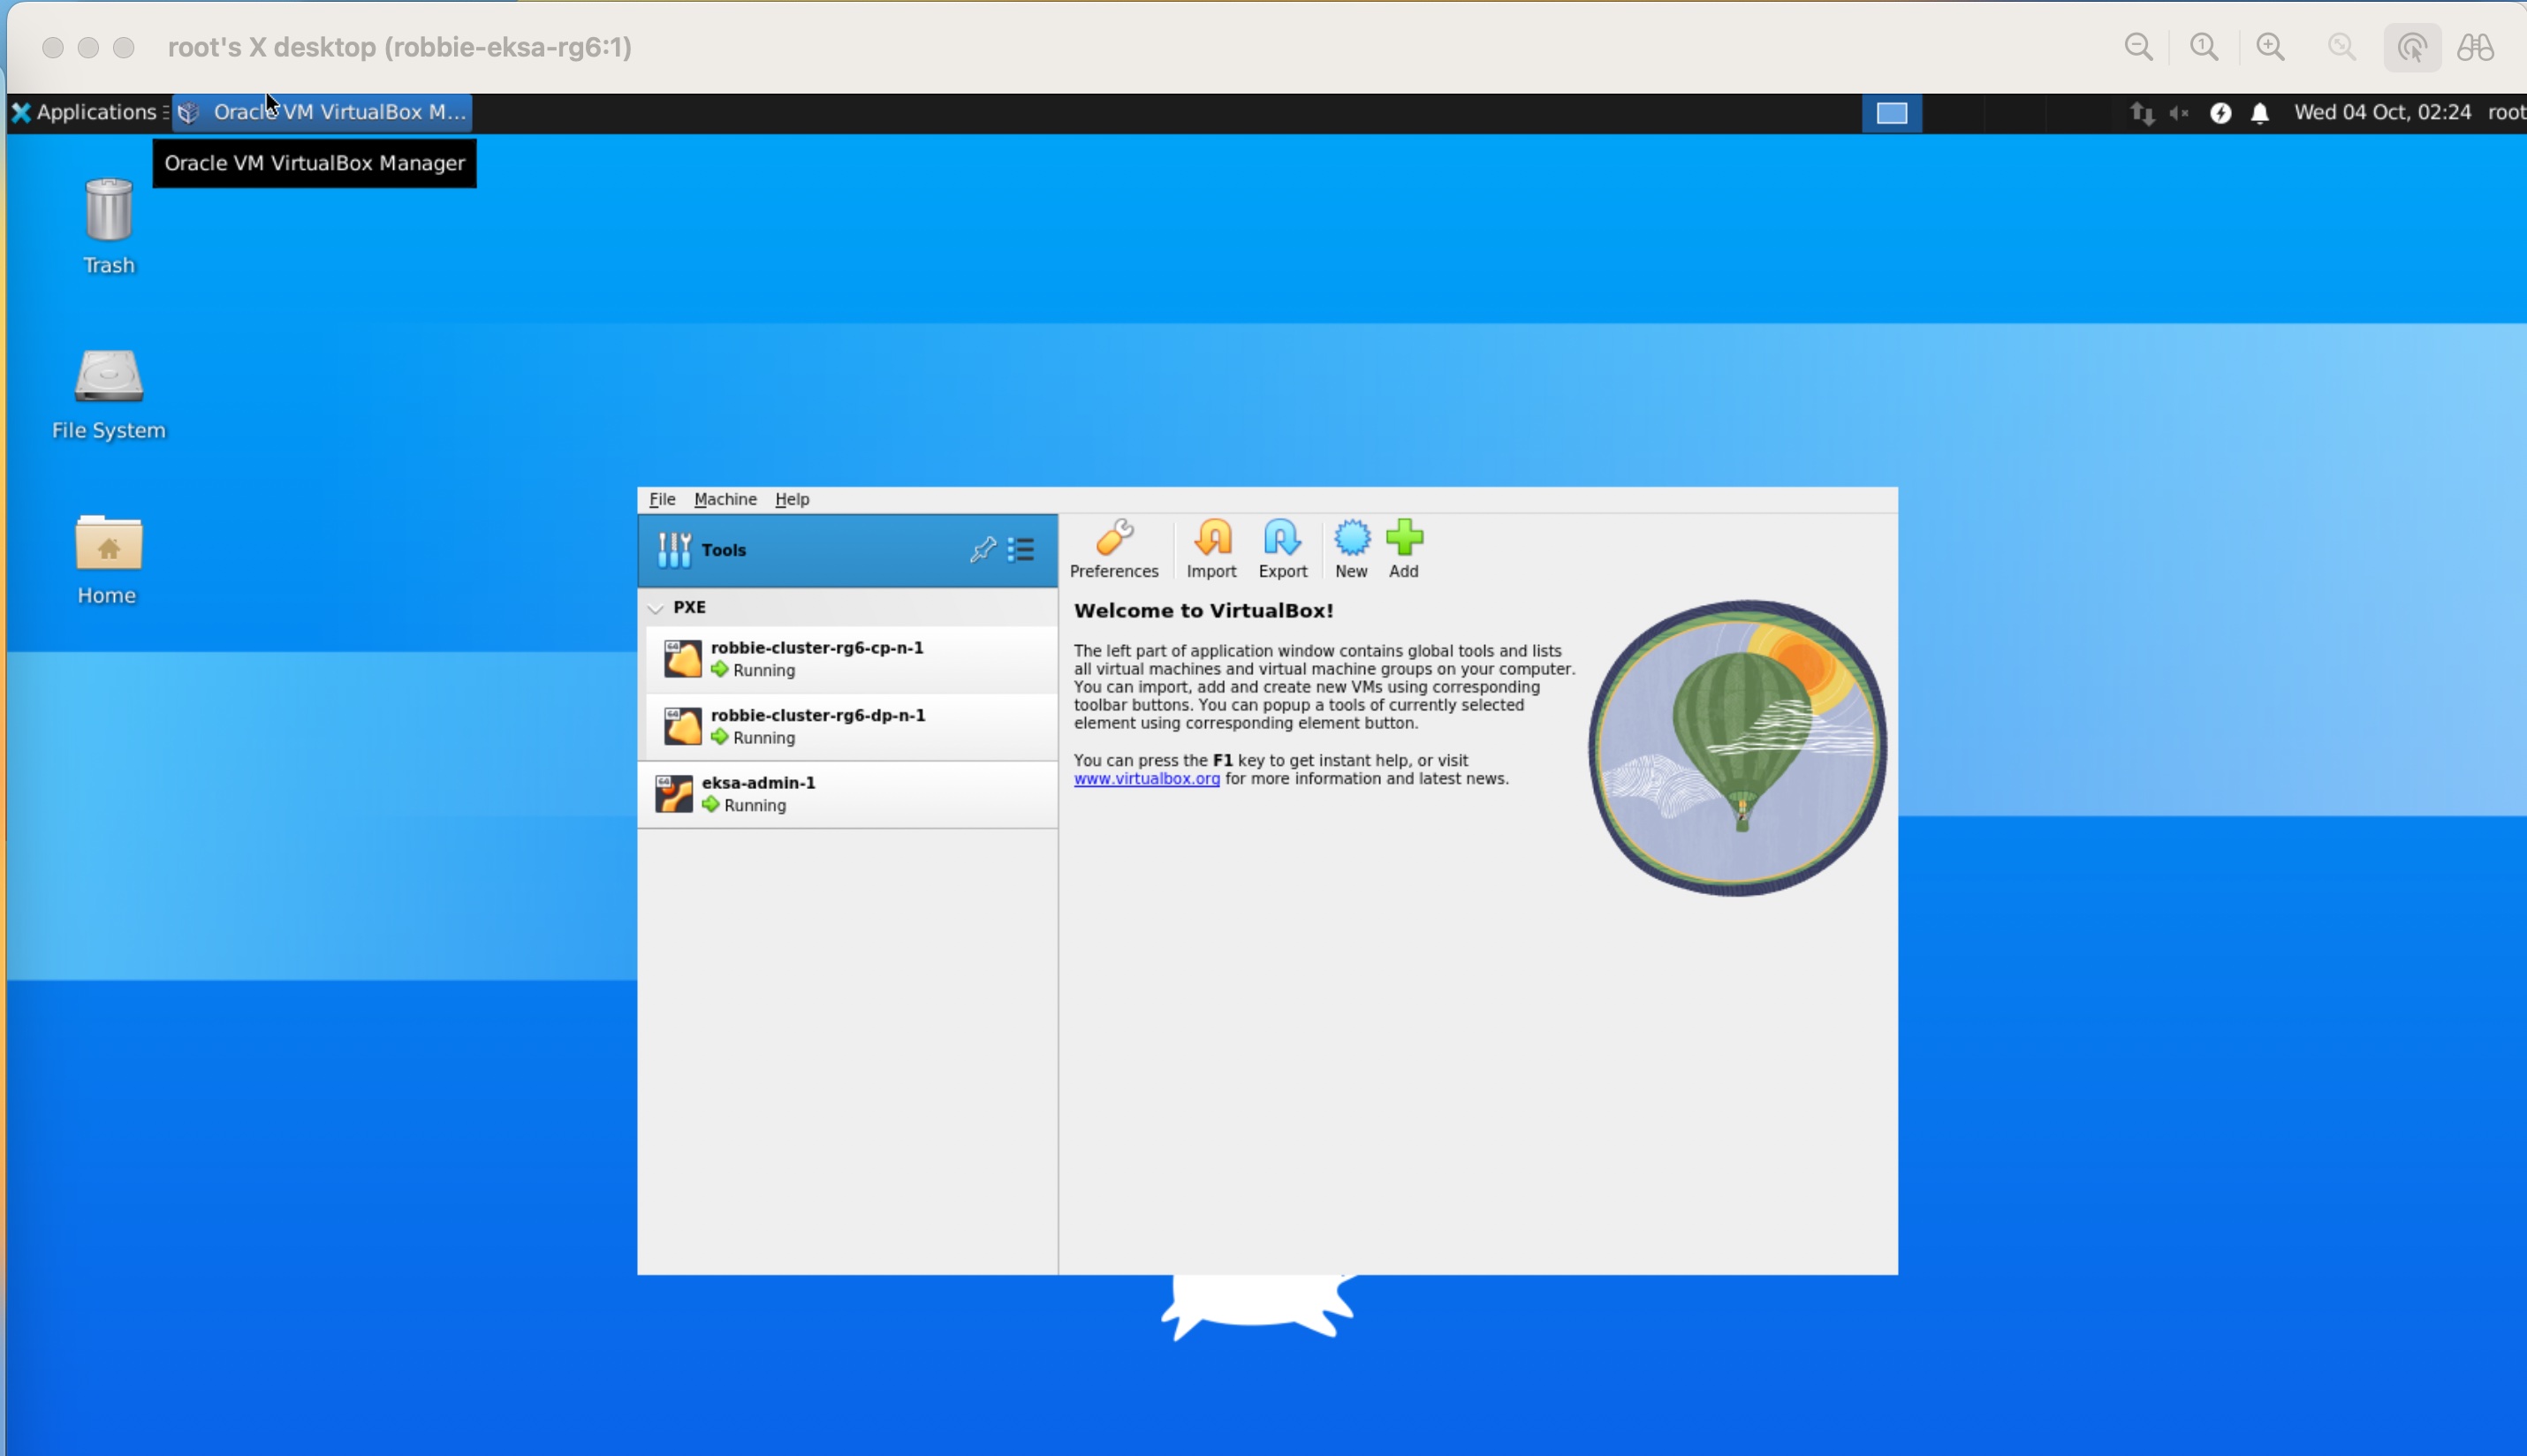 root's X desktop (robbie-eksa-rg6:1)
Applications
Oracle VM VirtualBox M...
Wed 04 Oct, 02:24
root
Oracle VM VirtualBox Manager
Trash
File System
Home
File Machine Help
Tools
Preferences
Import
Export
New
Add
PXE
64
robbie-cluster-rg6-cp-n-1
Running
64
robbie-cluster-rg6-dp-n-1
Running
64
eksa-admin-1
Running
Welcome to VirtualBox!
The left part of application window contains global tools and lists
all virtual machines and virtual machine groups on your computer.
You can import, add and create new VMs using corresponding
toolbar buttons. You can popup a tools of currently selected
element using corresponding element button.
You can press the F1 key to get instant help, or visit
www.virtualbox.org for more information and latest news.